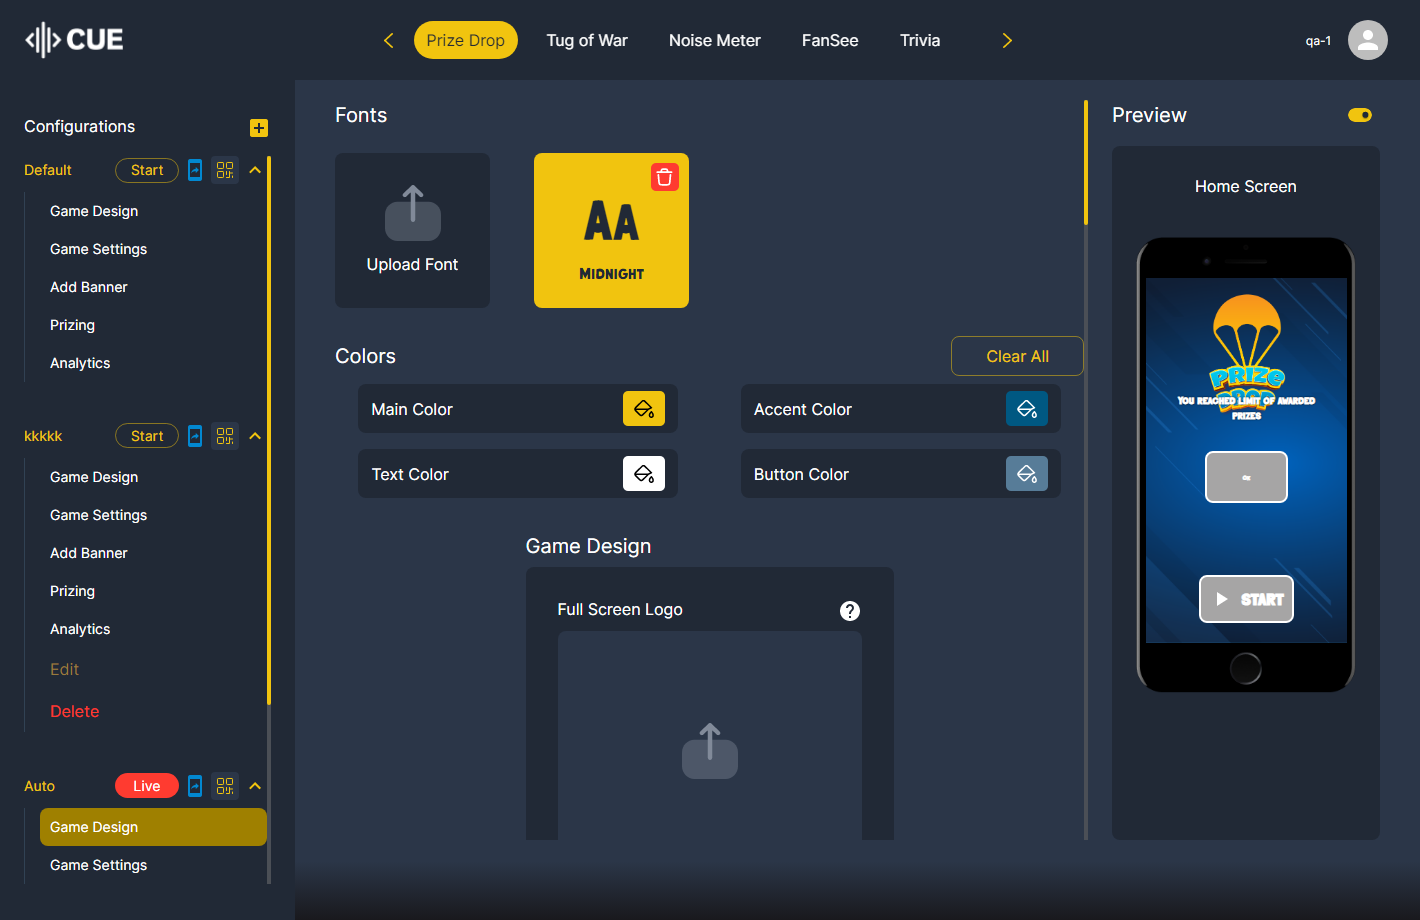 CUE
Prize Drop
Tug of War
Noise Meter
FanSee
Trivia
qa-1
Configurations
Default
Start
Game Design
Game Settings
Add Banner
Prizing
Analytics
kkkkk
Start
Game Design
Game Settings
Add Banner
Prizing
Analytics
Edit
Delete
Auto
Live
Game Design
Game Settings
Fonts
Upload Font
AA
MIDNIGHT
Colors
Clear All
Main Color
Accent Color
Text Color
Button Color
Game Design
Full Screen Logo
?
Preview
Home Screen
PRIZE
DROP
YOU REACHED LIMIT OF AWARDED
PRIZES
START